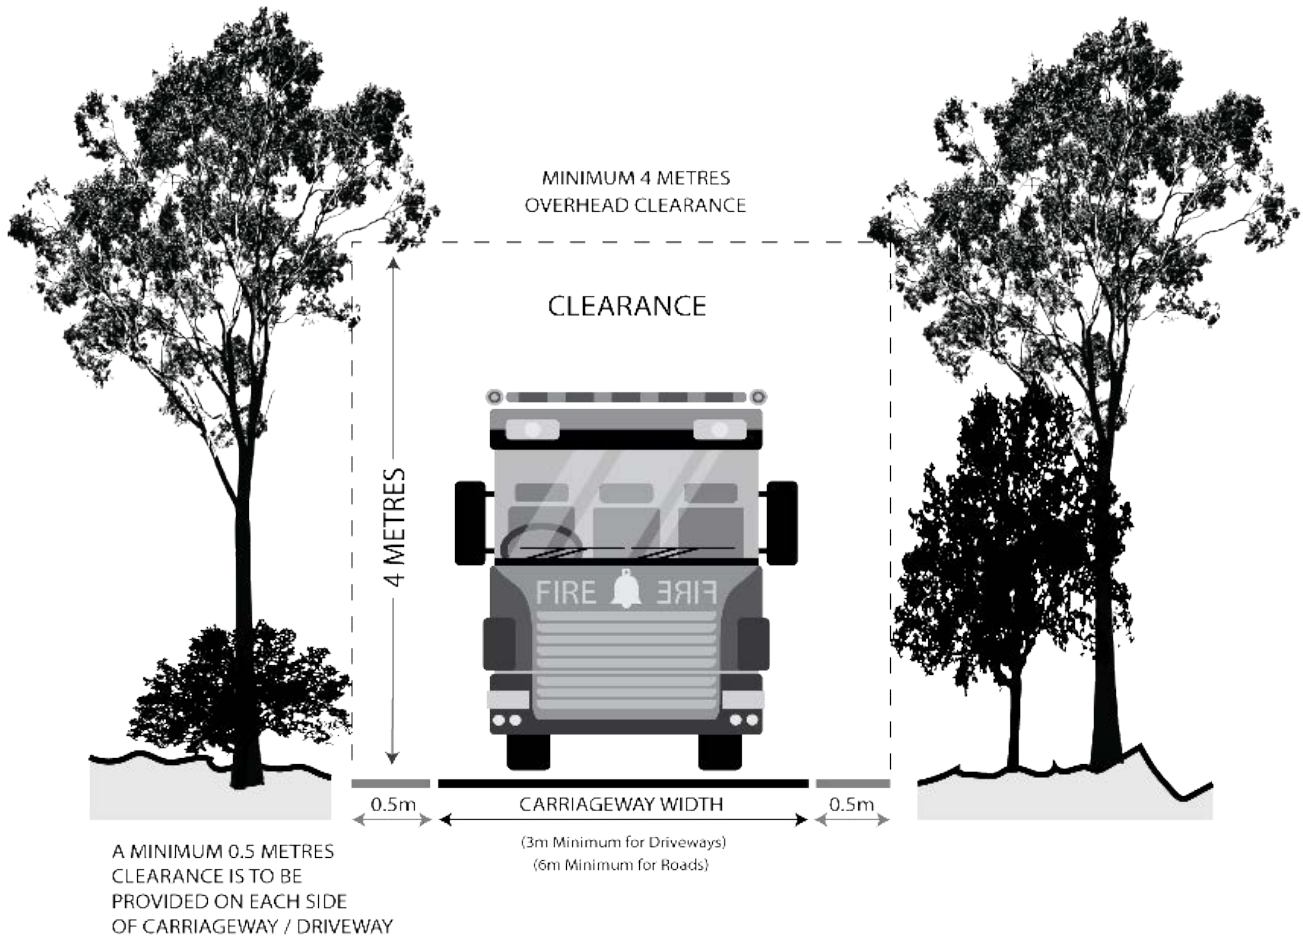 MINIMUM 4 METRES
OVERHEAD CLEARANCE
CLEARANCE
4 METRES
FIRE FIRE
0.5m
CARRIAGEWAY WIDTH
0.5m
(3m Minimum for Driveways)
(6m Minimum for Roads)
A MINIMUM 0.5 METRES
CLEARANCE IS TO BE
PROVIDED ON EACH SIDE
OF CARRIAGEWAY / DRIVEWAY